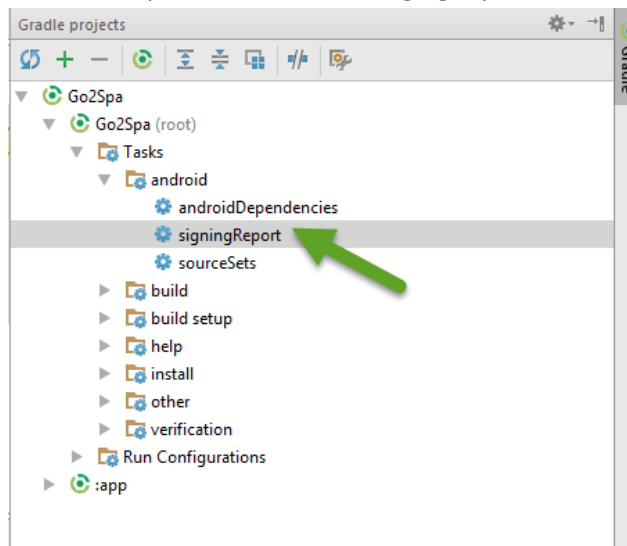 Gradle projects
Go2Spa
Go2Spa (root)
Tasks
android
androidDependencies
signingReport
sourceSets
build
build setup
help
install
other
verification
Run Configurations
:app
Gradle